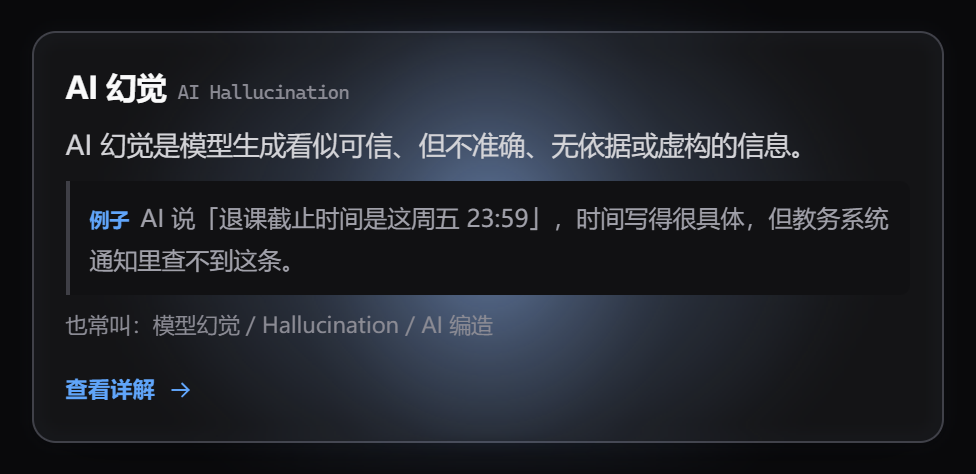 AI 幻觉 AI Hallucination
AI 幻觉是模型生成看似可信、但不准确、无依据或虚构的信息。
例子 AI 说「退课截止时间是这周五 23:59」，时间写得很具体，但教务系统
通知里查不到这条。
也常叫：模型幻觉 / Hallucination / AI 编造
查看详解 →